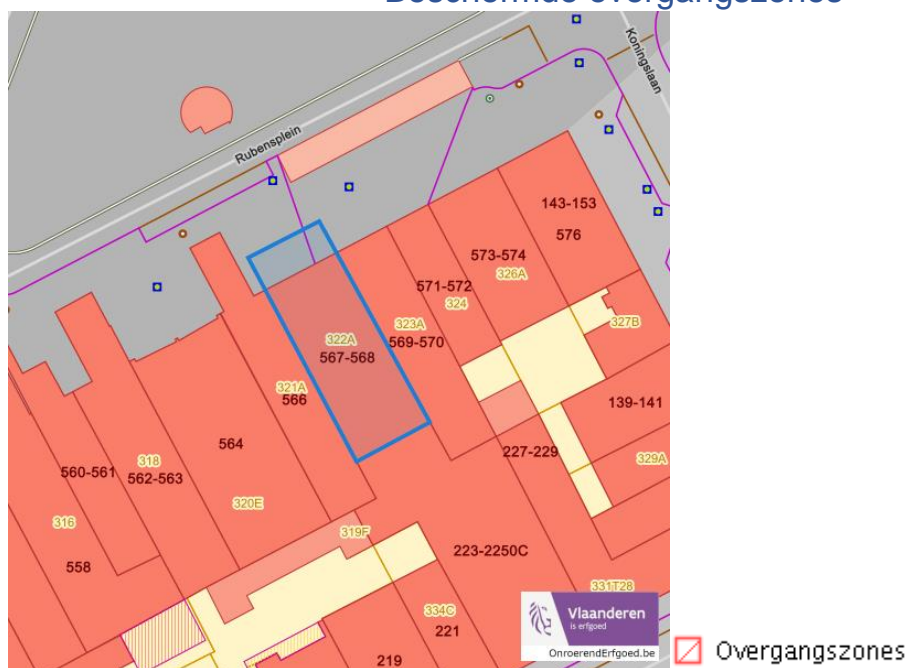 Beschermde overgangszones
Koningslaan
Rubensplein
143-153
576
573-574
326A
571-572
324
323A
569-570
322A
567-568
327B
321A
566
139-141
564
227-229
329A
318
560-561
562-563
320E
316
319F
223-2250C
558
331T28
334C
221
219
Vlaanderen
is erfgoed
OnroerendErfgoed.be
Overgangszones